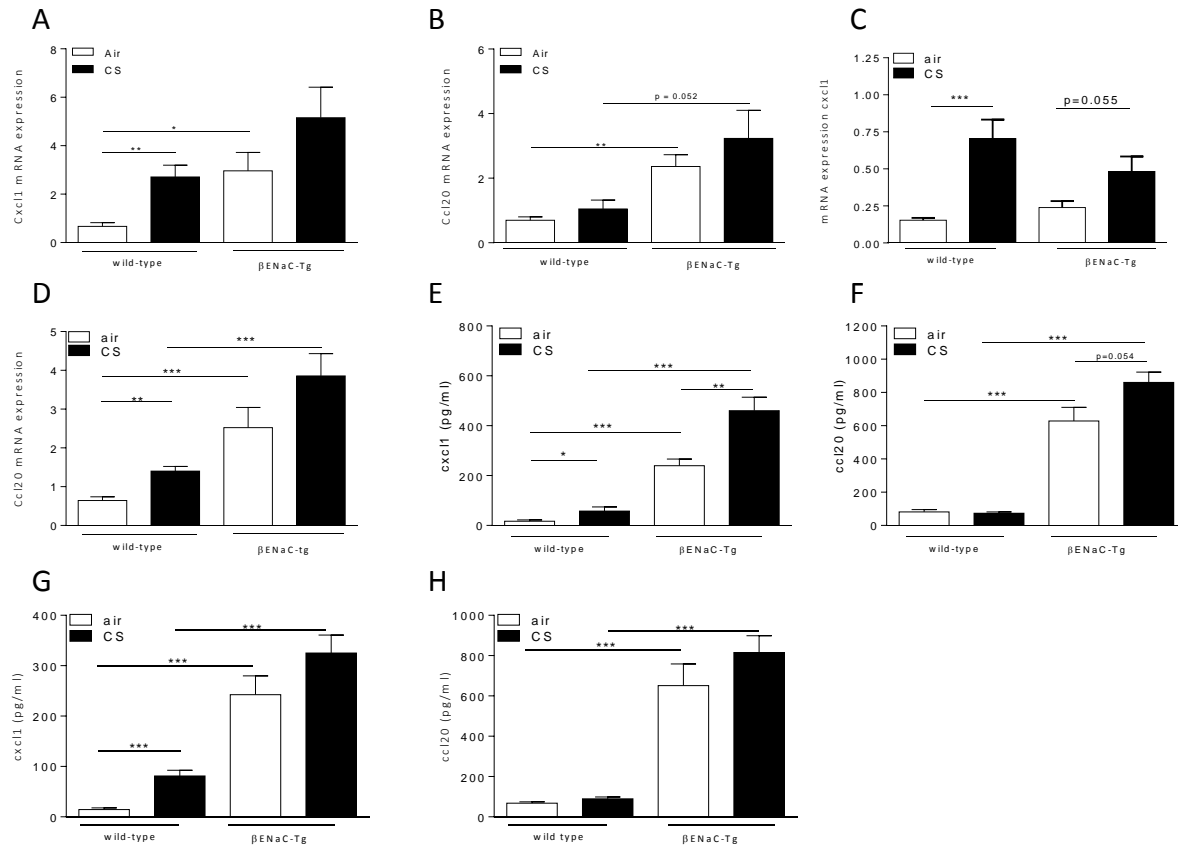 A
Cxcl1 mRNA expression
8
6
4
2
0
Air
CS
*
**
wild-type
βENaC-Tg
B
Ccl20 mRNA expression
6
4
2
0
Air
CS
p = 0.052
**
wild-type
βENaC-Tg
C
mRNA expression cxcl1
1.25
1.00
0.75
0.50
0.25
0.00
air
CS
***
p=0.055
wild-type
βENaC-Tg
D
Ccl20 mRNA expression
5
4
3
2
1
0
air
CS
***
***
**
wild-type
βENaC-tg
E
cxcl1 (pg/ml)
800
600
400
200
0
air
CS
***
**
***
*
wild-type
βENaC-Tg
F
ccl20 (pg/ml)
1200
1000
800
600
400
200
0
air
CS
***
p=0.054
***
wild-type
βENaC-Tg
G
cxcl1 (pg/ml)
400
300
200
100
0
air
CS
***
***
***
wild-type
βENaC-Tg
H
ccl20 (pg/ml)
1000
800
600
400
200
0
air
CS
***
***
wild type
βENaC-Tg